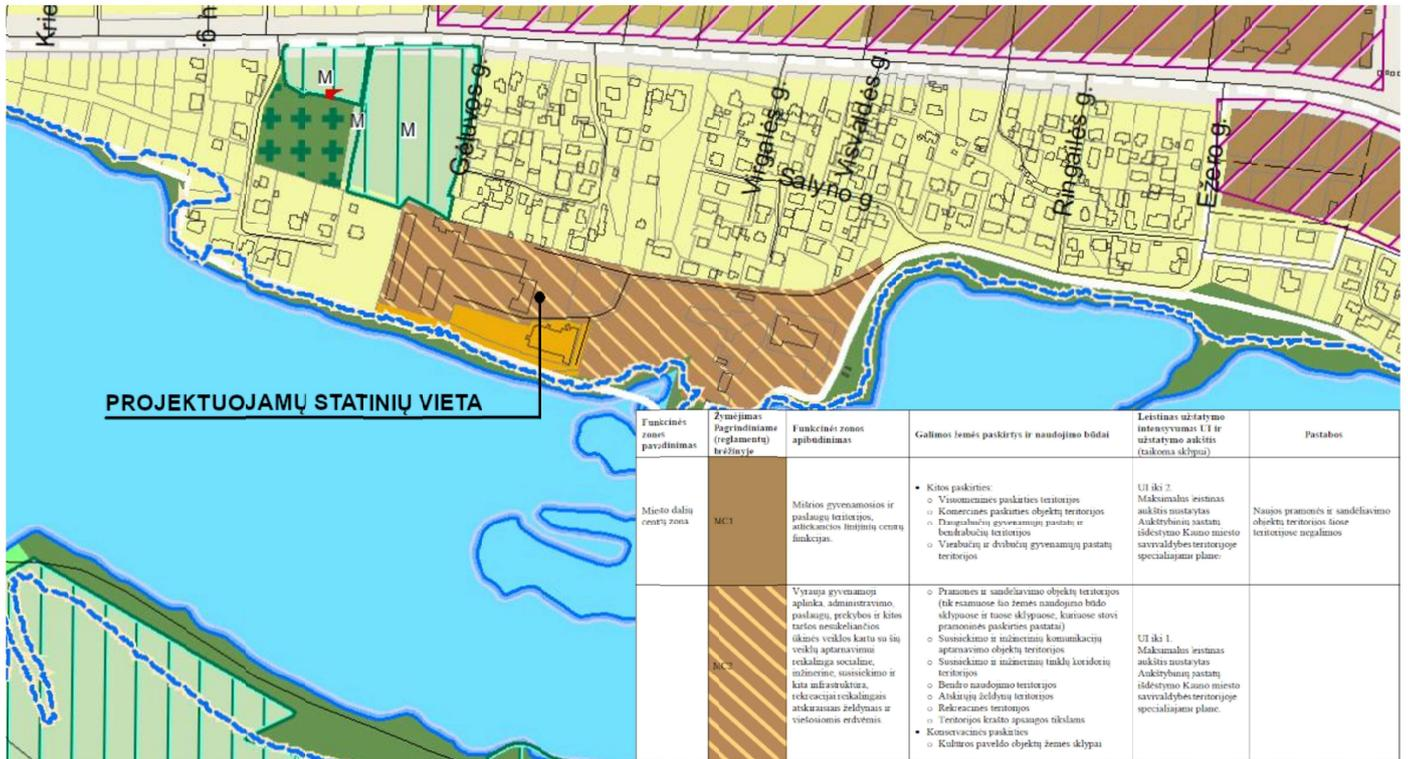 Krie
g.
M
M
M
Gėluvos g.
Virgailės g.
Visvaldės g.
Šalyno g.
Ringailės g.
Ežero g.
PROJEKTUOJAMŲ STATINIŲ VIETA
Funkcinės
zonos
pavadinimas
Žymėjimas
Pagrindiniame
(reglamentų)
brėžinyje
Funkcinės zonos
apibūdinimas
Galimos žemės paskirtys ir naudojimo būdai
Leistinas užstatymo
intensyvumas UI ir
užstatymo aukštis
(taikoma sklypui)
Pastabos
Miesto dalių
centrų zona
MC1
Mišrios gyvenamosios ir
paslaugų teritorijos,
atliekančios linijinių centrų
funkcijas.
• Kitos paskirties:
o Visuomeninės paskirties teritorijos
o Komercinės paskirties objektų teritorijos
o Daugiabučių gyvenamųjų pastatų ir
bendrabučių teritorijos
o Vienbučių ir dvibučių gyvenamųjų pastatų
teritorijos
UI iki 2.
Maksimalus leistinas
aukštis nustatytas
Aukštybinių pastatų
išdėstymo Kauno miesto
savivaldybės teritorijoje
specialiajame plane.
Naujos pramonės ir sandėliavimo
objektų teritorijos šiose
teritorijose negalimos
MC2
Vyrauja gyvenamoji
aplinka, administravimo,
paslaugų, prekybos ir kitos
taršos nesukeliančios
ūkinės veiklos kartu su šių
veiklų aptarnavimui
reikalinga socialine,
inžinerine, susisiekimo ir
kita infrastruktūra,
rekreacijai reikalingais
atskiraisiais želdynais ir
viešosiomis erdvėmis.
o Pramonės ir sandėliavimo objektų teritorijos
(tik esamuose šio žemės naudojimo būdo
sklypuose ir tuose sklypuose, kuriuose stovi
pramoninės paskirties pastatai)
o Susisiekimo ir inžinerinių komunikacijų
aptarnavimo objektų teritorijos
o Susisiekimo ir inžinerinių tinklų koridorių
teritorijos
o Bendro naudojimo teritorijos
o Atskirųjų želdynų teritorijos
o Rekreacinės teritorijos
o Teritorijos krašto apsaugos tikslams
• Konservacinės paskirties
o Kultūros paveldo objektų žemės sklypai
UI iki 1.
Maksimalus leistinas
aukštis nustatytas
Aukštybinių pastatų
išdėstymo Kauno miesto
savivaldybės teritorijoje
specialiajame plane.